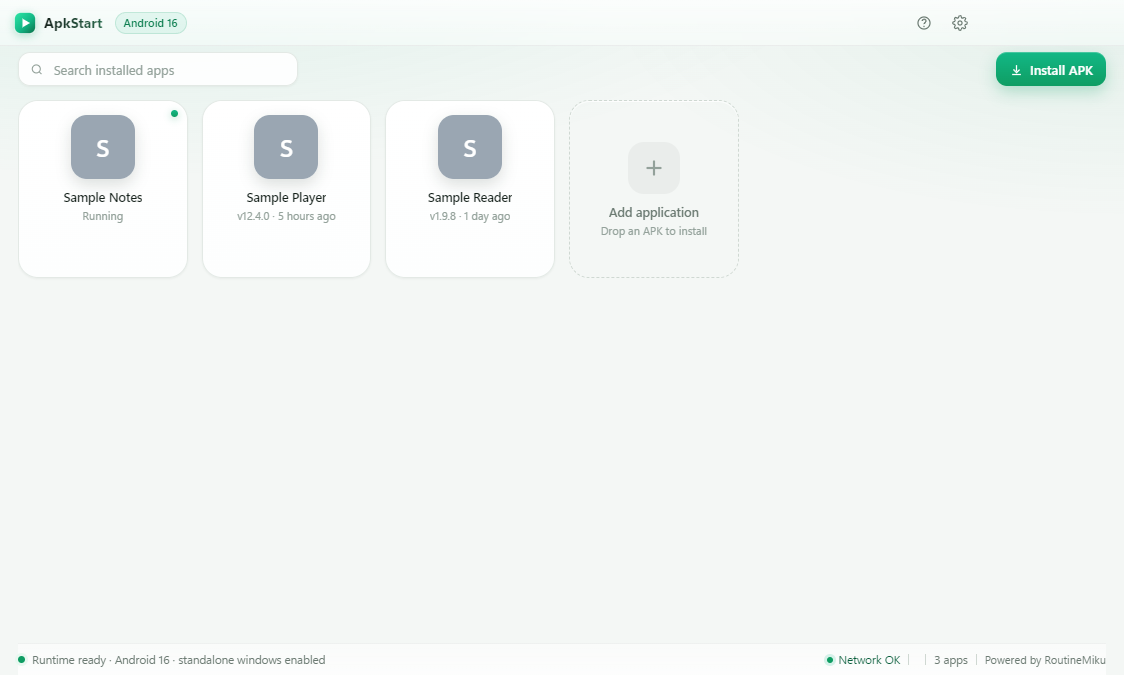 ApkStart
Android 16
Search installed apps
Install APK
S
Sample Notes
Running
S
Sample Player
v12.4.0 · 5 hours ago
S
Sample Reader
v1.9.8 · 1 day ago
Add application
Drop an APK to install
Runtime ready · Android 16 · standalone windows enabled
Network OK
3 apps
Powered by RoutineMiku